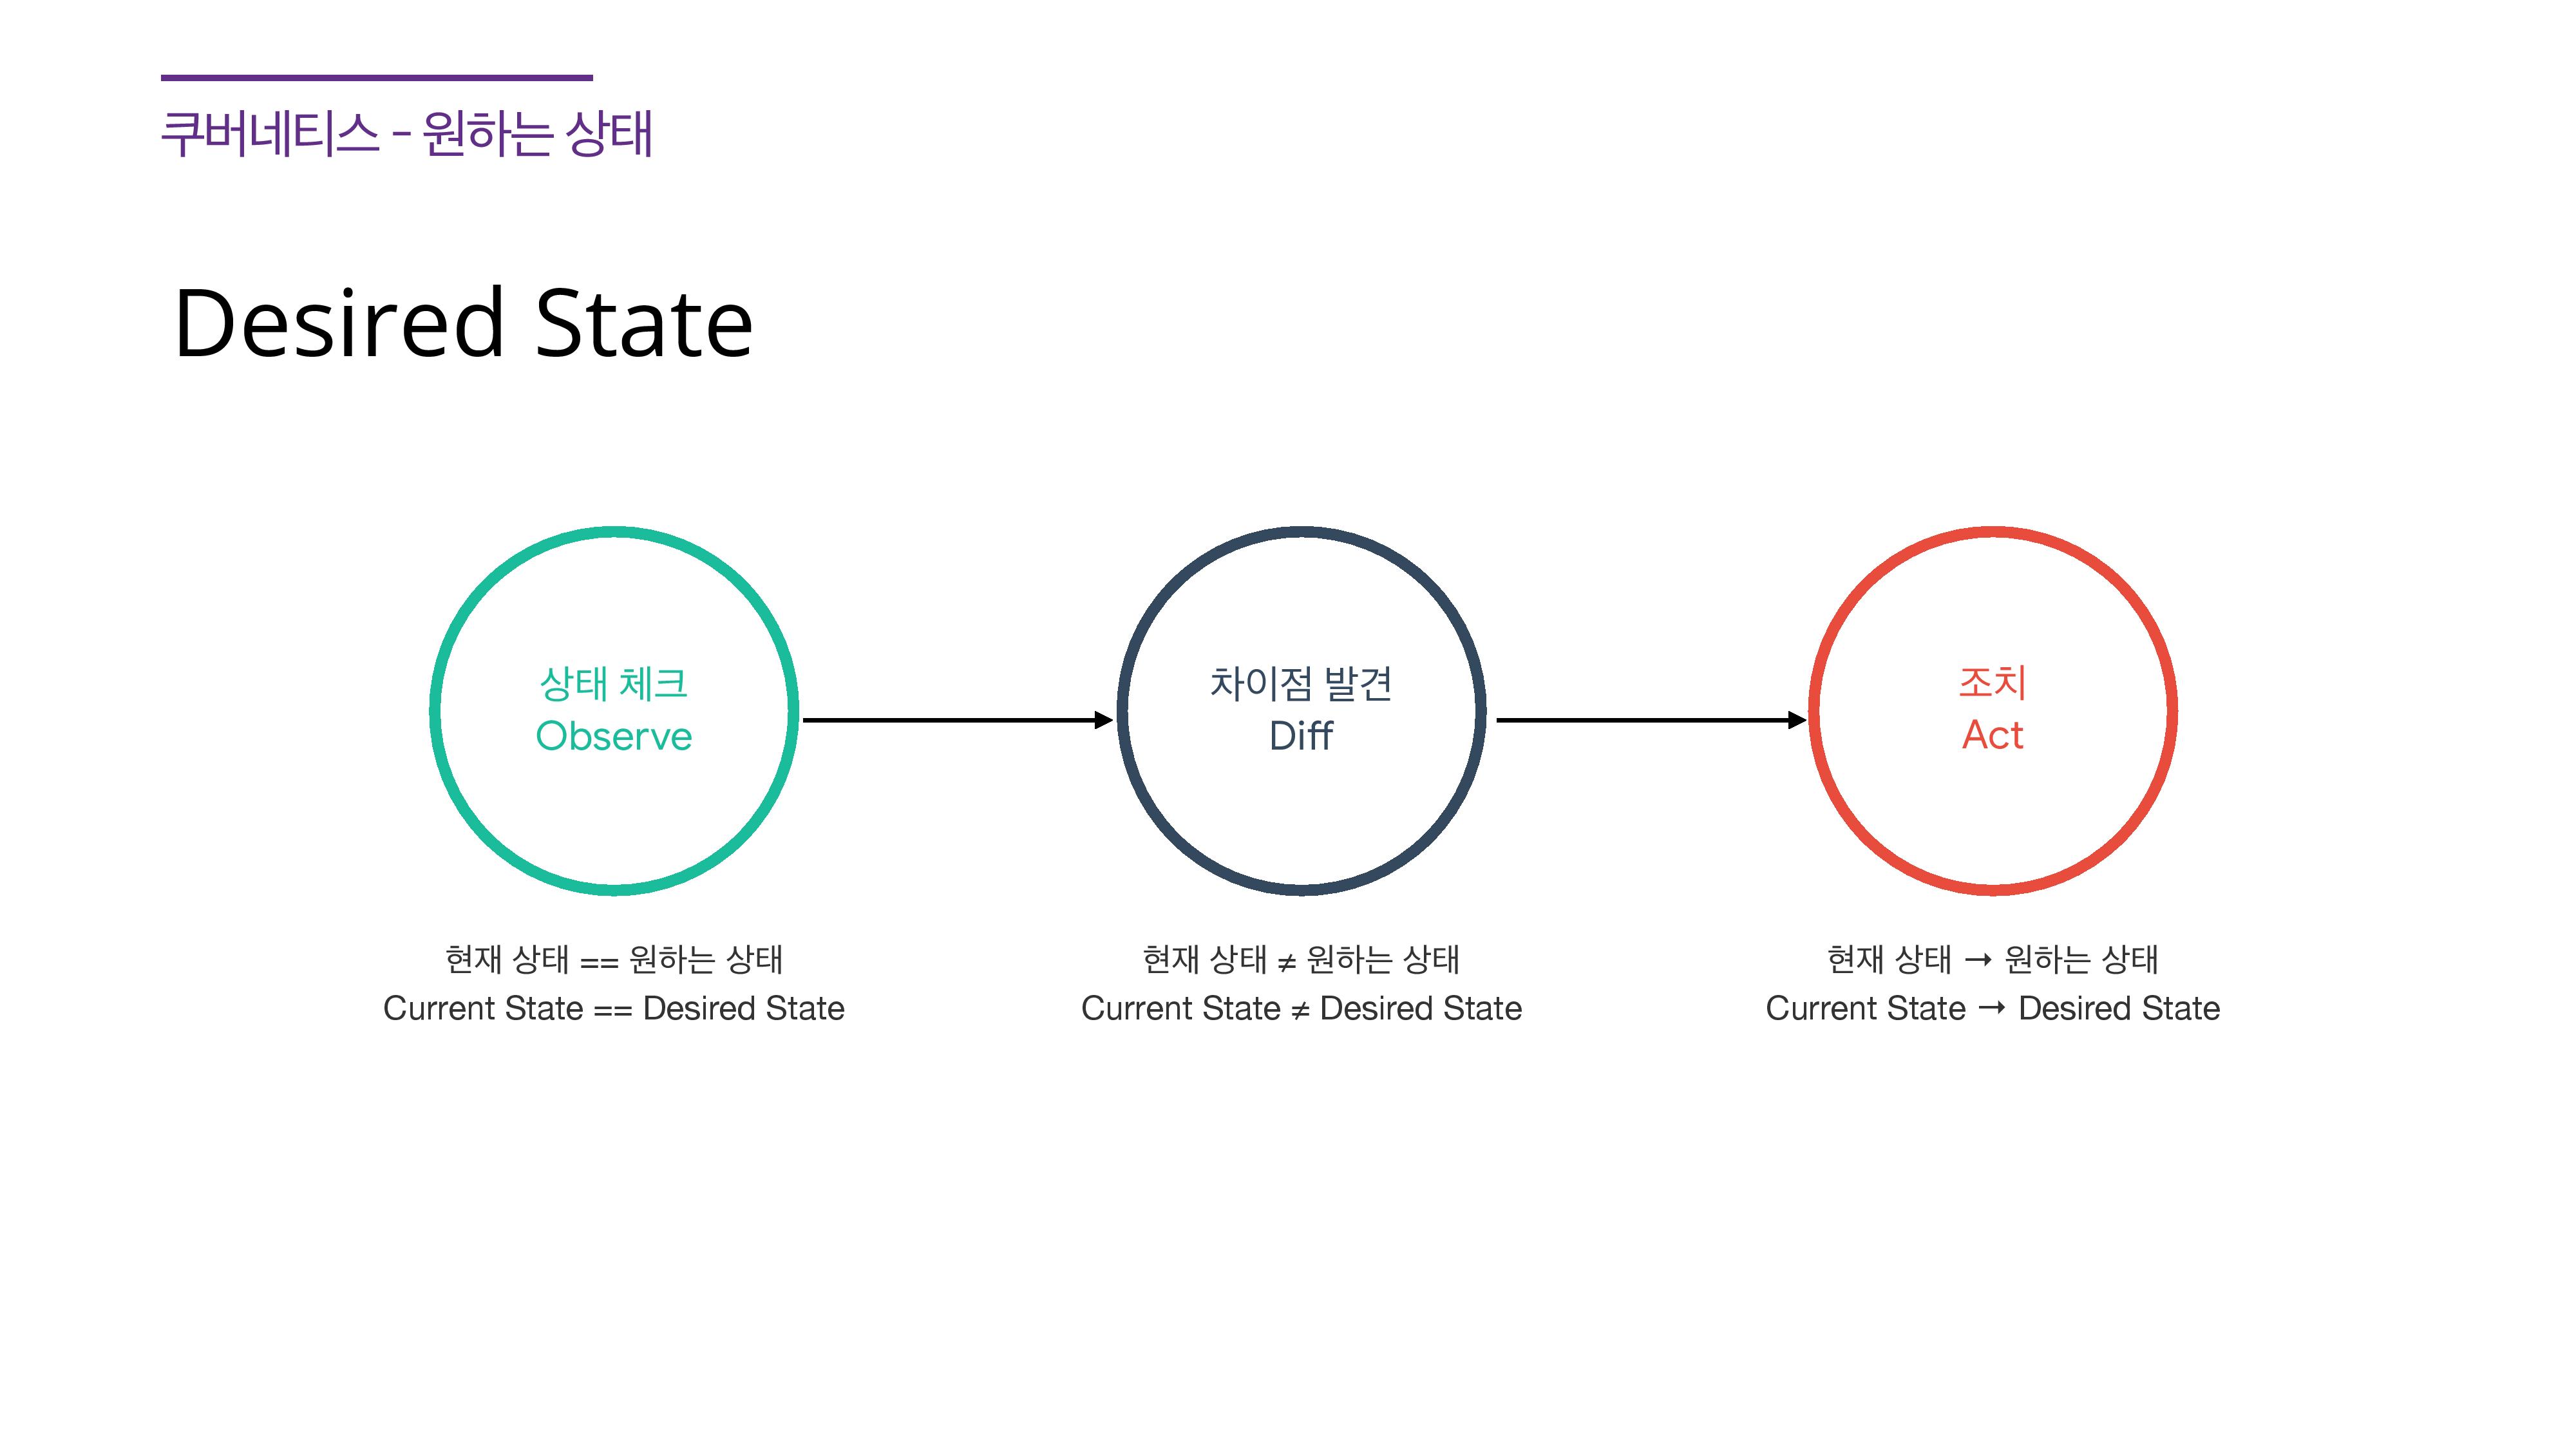 쿠버네티스 - 원하는 상태
Desired State
상태 체크
Observe
차이점 발견
Diff
조치
Act
현재 상태 == 원하는 상태
Current State == Desired State
현재 상태 ≠ 원하는 상태
Current State ≠ Desired State
현재 상태 → 원하는 상태
Current State → Desired State